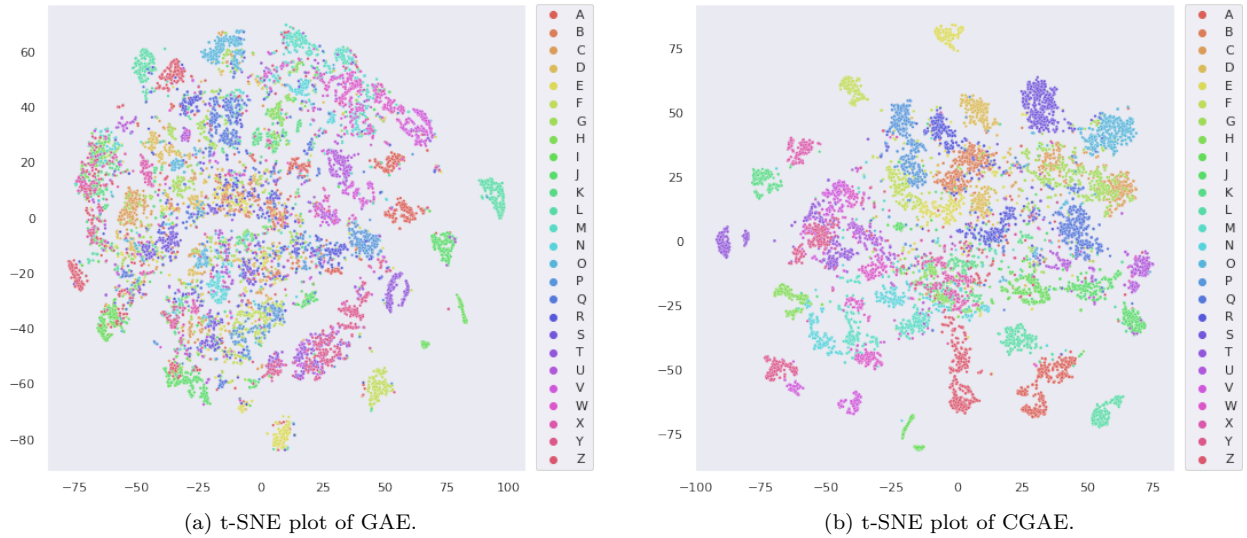 60
40
20
0
−20
−40
−60
−80
−75
−50
−25
0
25
50
75
100
A
B
C
D
E
F
G
H
I
J
K
L
M
N
O
P
Q
R
S
T
U
V
W
X
Y
Z
(a) t-SNE plot of GAE.
75
50
25
0
−25
−50
−75
−100
−75
−50
−25
0
25
50
75
A
B
C
D
E
F
G
H
I
J
K
L
M
N
O
P
Q
R
S
T
U
V
W
X
Y
Z
(b) t-SNE plot of CGAE.